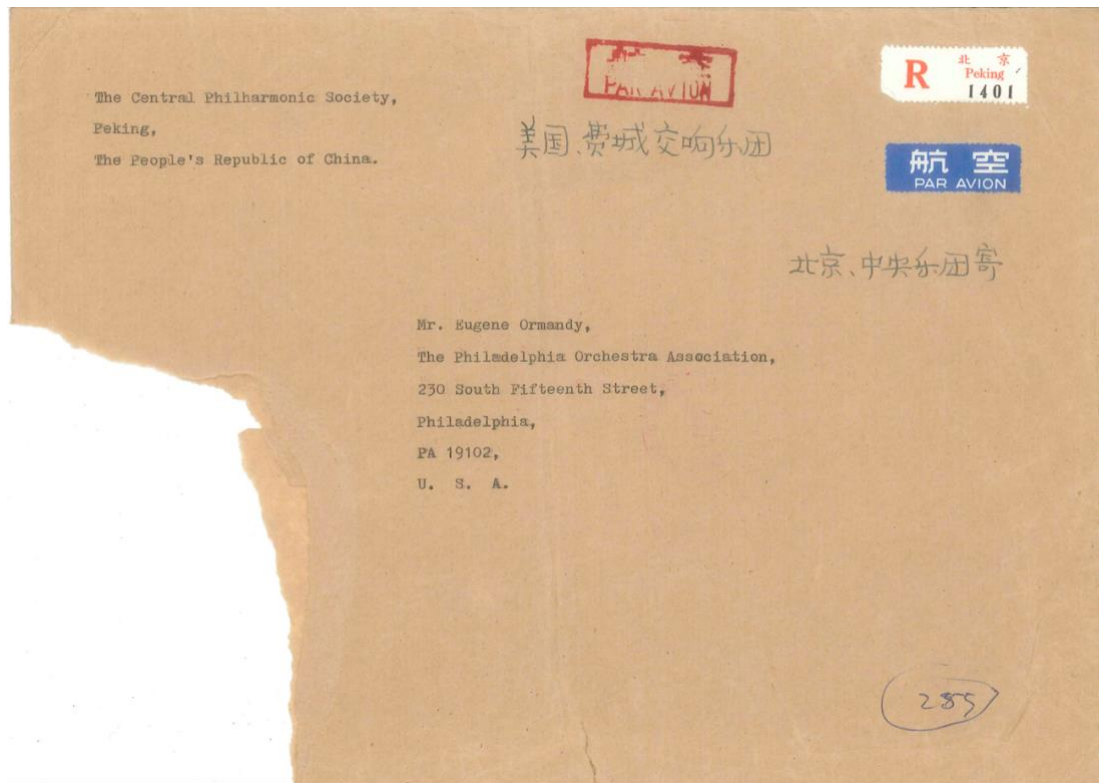 The Central Philharmonic Society,
Peking,
The People's Republic of China.
PAR AVION
美国、费城交响乐团
R
北京
Peking
1401
航空
PAR AVION
北京、中央乐团寄
Mr. Eugene Ormandy,
The Philadelphia Orchestra Association,
230 South Fifteenth Street,
Philadelphia,
PA 19102,
U. S. A.